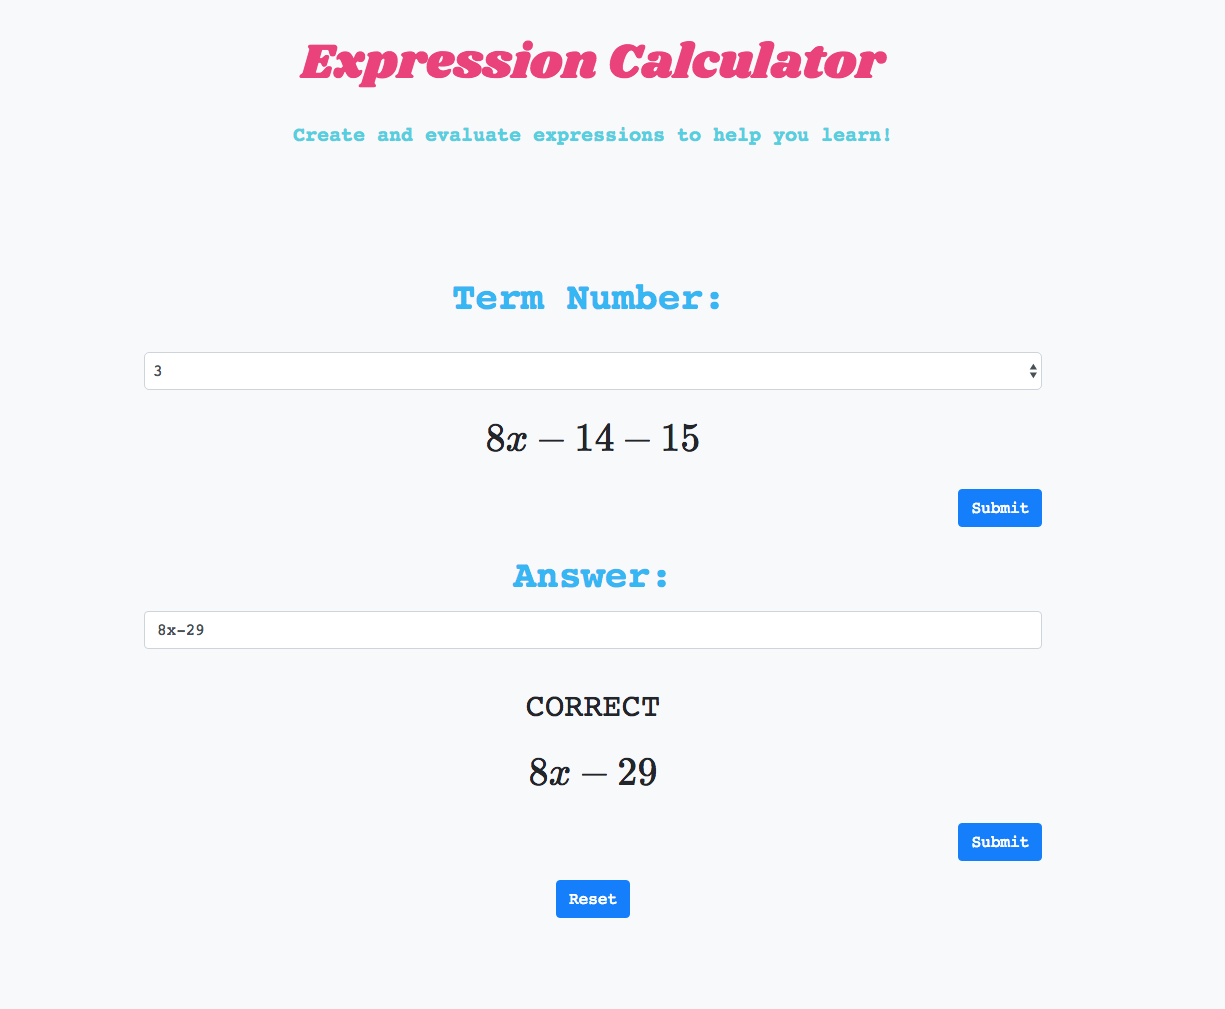 Expression Calculator
Create and evaluate expressions to help you learn!
Term Number:
3
8x − 14 − 15
Submit
Answer:
8x-29
CORRECT
8x − 29
Submit
Reset